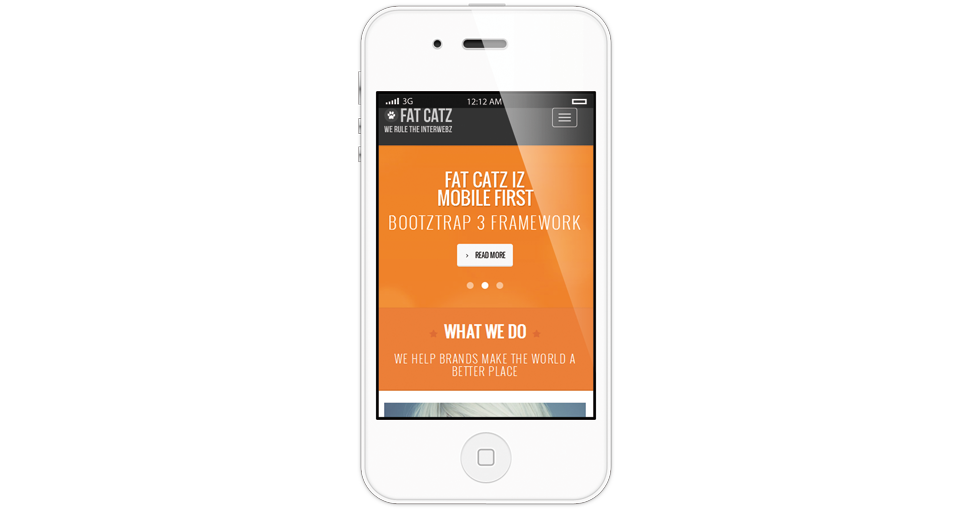 3G 12:12 AM
FAT CATZ
WE RULE THE INTERWEBZ
FAT CATZ IZ
MOBILE FIRST
BOOTZTRAP 3 FRAMEWORK
› READ MORE
WHAT WE DO
WE HELP BRANDS MAKE THE WORLD A
BETTER PLACE